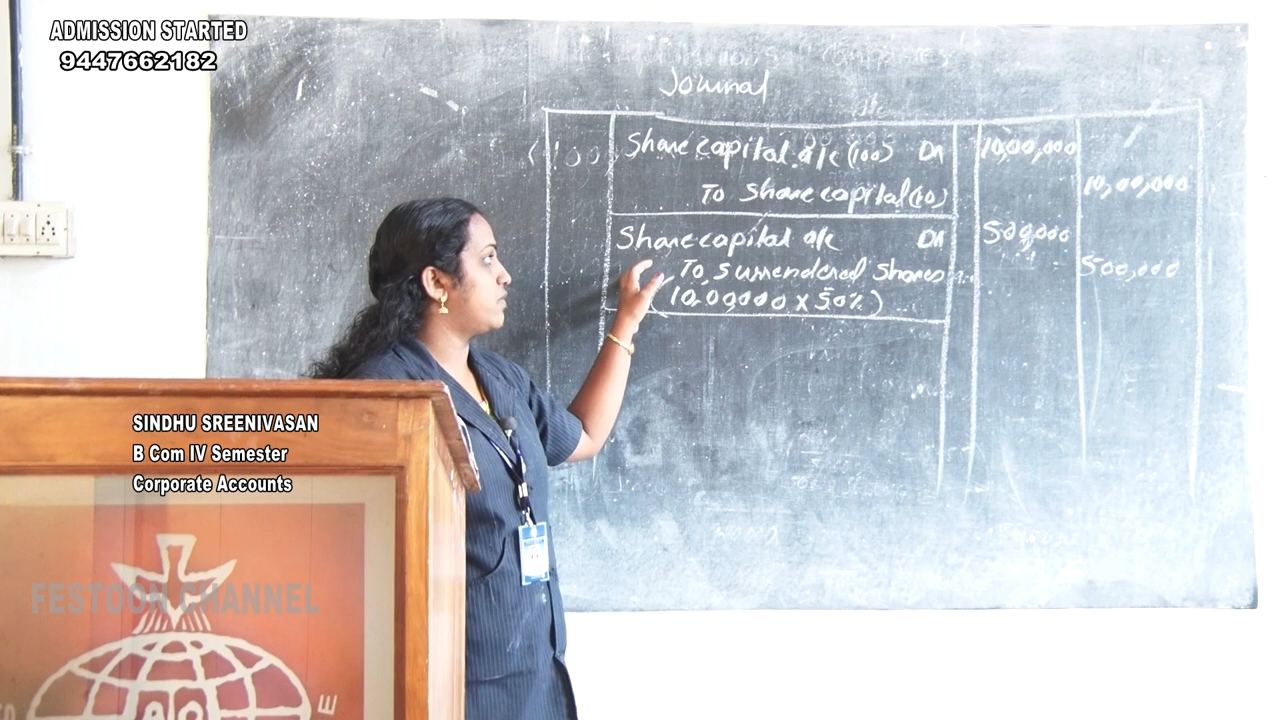 ADMISSION STARTED
9447662182
Journal
Share capital a/c (100) Dr 10,00,000
To Share capital (10) 10,00,000
Share capital a/c Dr 500,000
To surrendered shares 500,000
(10,00,000 X 50%)
SINDHU SREENIVASAN
B Com IV Semester
Corporate Accounts
FESTOON CHANNEL